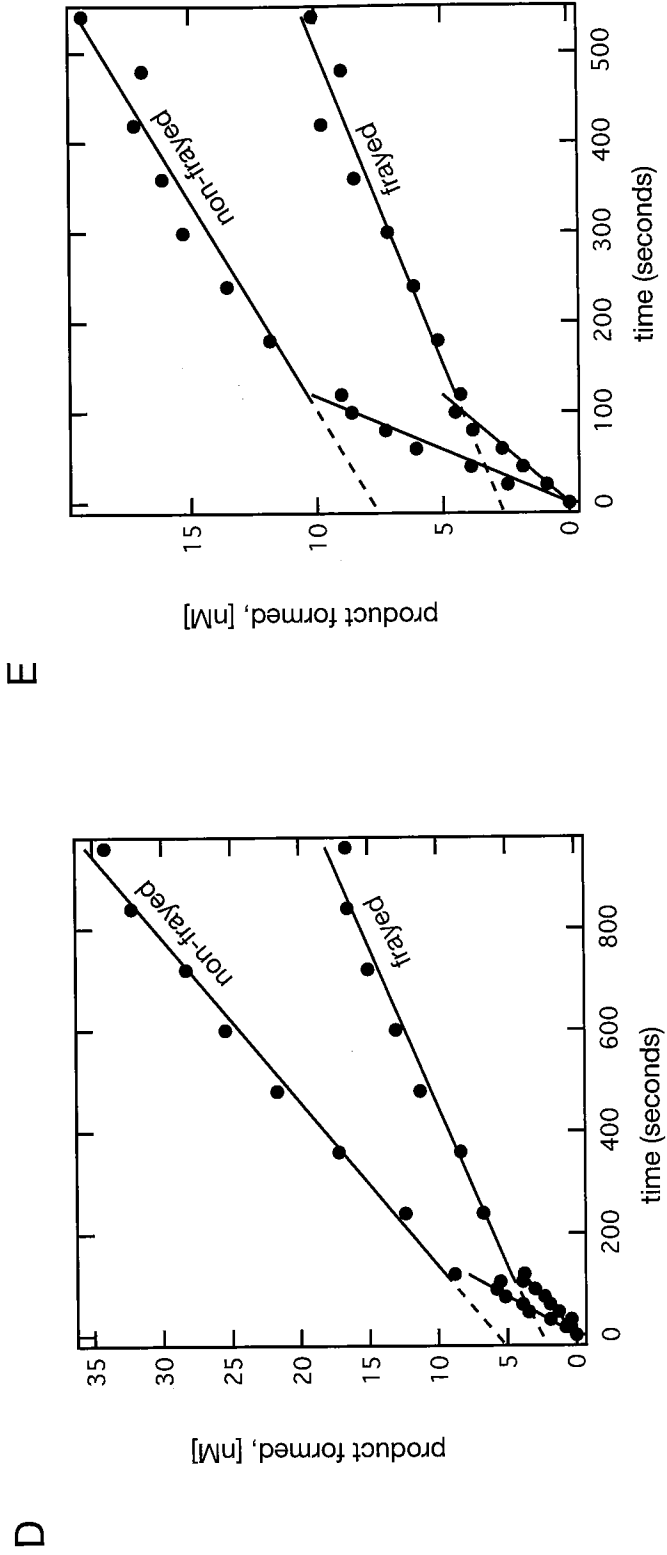 D
product formed, [nM]
35
30
25
20
15
10
5
0
non-frayed
frayed
0
200
400
600
800
time (seconds)
E
product formed, [nM]
15
10
5
0
non-frayed
frayed
0
100
200
300
400
500
time (seconds)